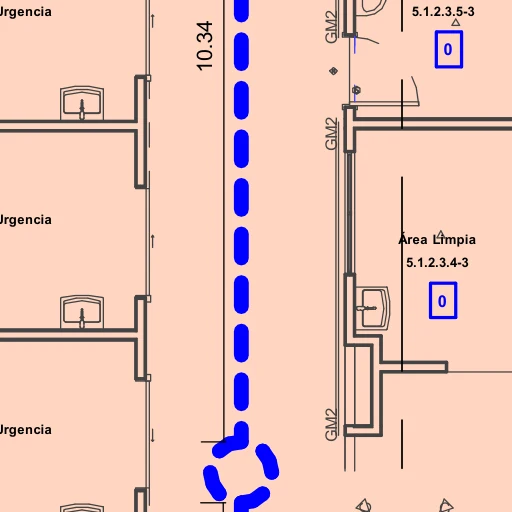 Urgencia
10.34
GM2
5.1.2.3.5-3
0
GM2
Urgencia
Área Limpia
5.1.2.3.4-3
0
GM2
Urgencia